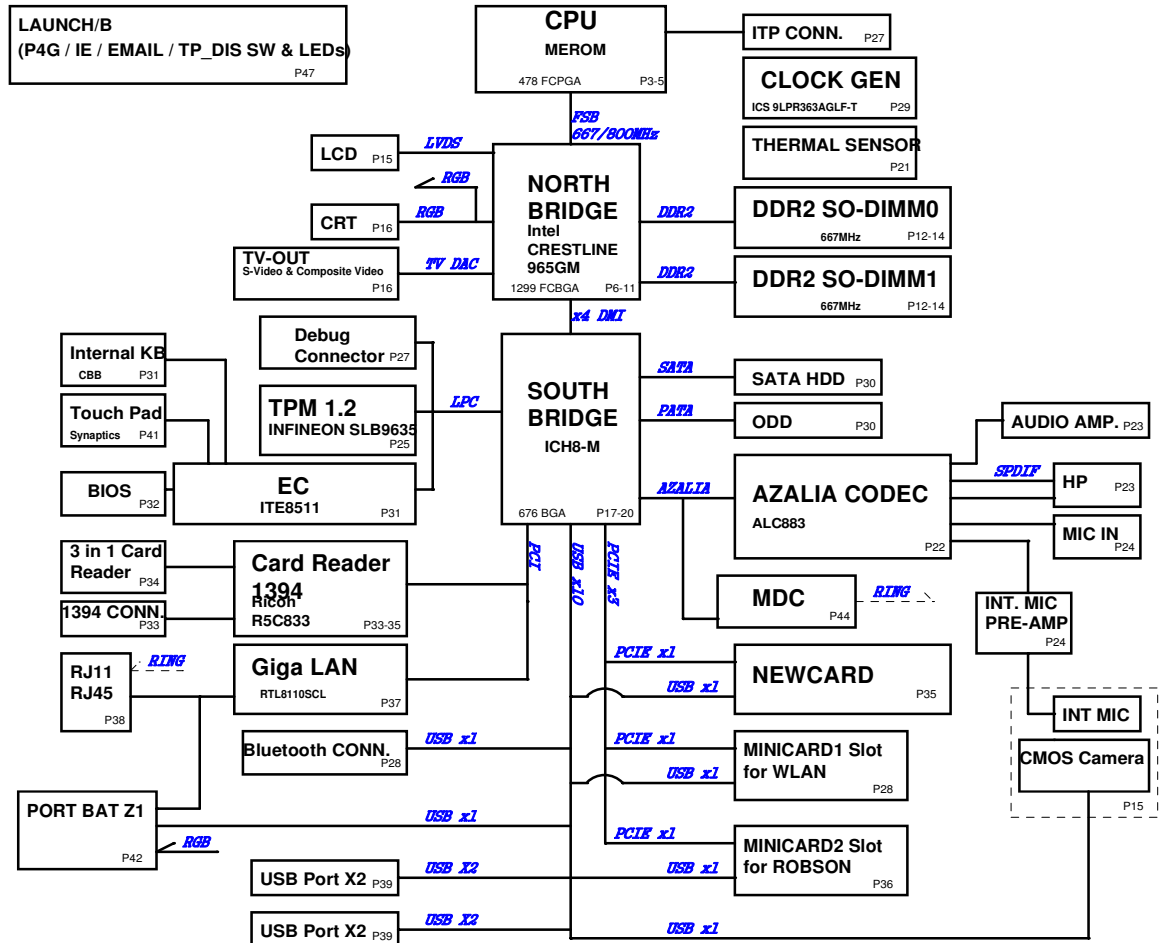 LAUNCH/B
(P4G / IE / EMAIL / TP_DIS SW & LEDs)
P47
CPU
MEROM
478 FCPGA P3-5
ITP CONN. P27
CLOCK GEN
ICS 9LPR363AGLF-T P29
THERMAL SENSOR
P21
FSB
667/800MHz
LCD P15
LVDS
RGB
CRT P16
RGB
TV-OUT
S-Video & Composite Video
P16
TV DAC
NORTH
BRIDGE
Intel
CRESTLINE
965GM
1299 FCBGA P6-11
DDR2
DDR2 SO-DIMM0
667MHz P12-14
DDR2
DDR2 SO-DIMM1
667MHz P12-14
x4 DMI
Debug
Connector P27
Internal KB
CBB P31
TPM 1.2
INFINEON SLB9635
P25
LPC
Touch Pad
Synaptics P41
EC
ITE8511
P31
BIOS
P32
SOUTH
BRIDGE
ICH8-M
676 BGA P17-20
SATA
SATA HDD P30
PATA
ODD P30
AZALIA
AZALIA CODEC
ALC883
P22
AUDIO AMP. P23
SPDIF
HP
P23
MIC IN
P24
3 in 1 Card
Reader P34
1394 CONN.
P33
Card Reader
1394
Ricoh
R5C833
P33-35
PCI
USB x10
PCIE x3
MDC
P44
RING
INT. MIC
PRE-AMP
P24
RJ11
RJ45
P38
RING
Giga LAN
RTL8110SCL
P37
PCIE x1
USB x1
NEWCARD
P35
INT MIC
CMOS Camera
P15
Bluetooth CONN.
P28
USB x1
PCIE x1
USB x1
MINICARD1 Slot
for WLAN
P28
PORT BAT Z1
P42
USB x1
RGB
PCIE x1
USB x1
MINICARD2 Slot
for ROBSON
P36
USB Port X2 P39
USB X2
USB Port X2 P39
USB X2
USB x1